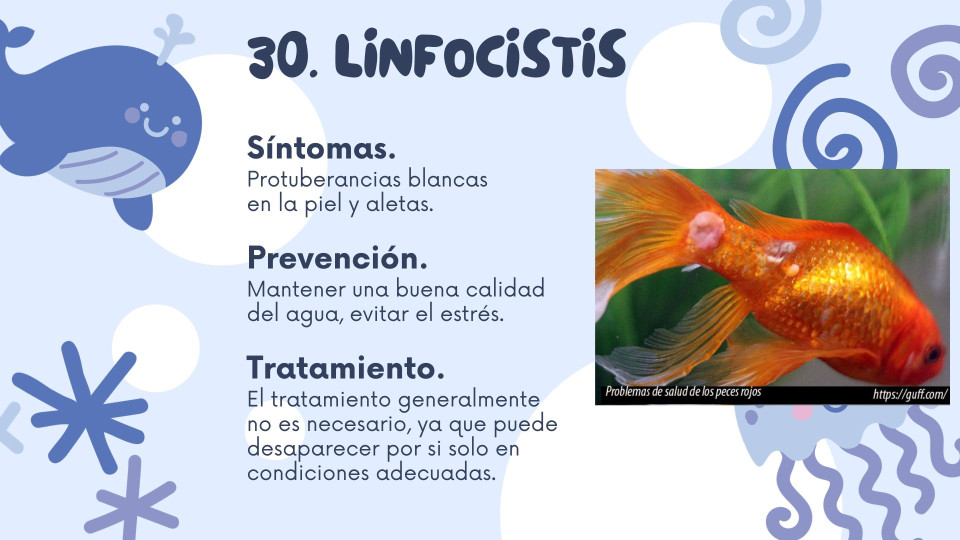 30. LiNFOCiSTiS
Síntomas.
Protuberancias blancas
en la piel y aletas.
Prevención.
Mantener una buena calidad
del agua, evitar el estrés.
Tratamiento.
El tratamiento generalmente
no es necesario, ya que puede
desaparecer por si solo en
condiciones adecuadas.
Problemas de salud de los peces rojos
https://guff.com/